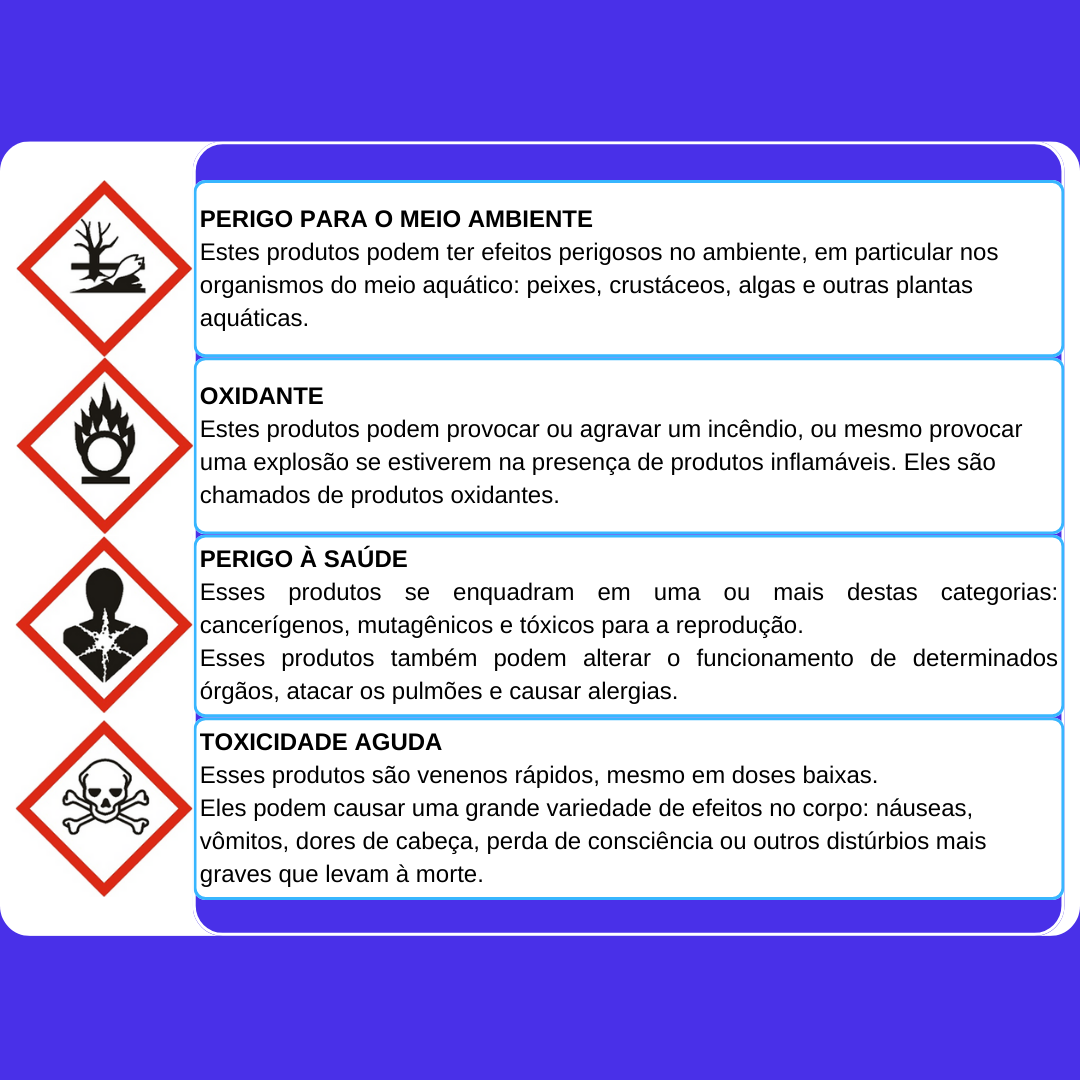 PERIGO PARA O MEIO AMBIENTE
Estes produtos podem ter efeitos perigosos no ambiente, em particular nos
organismos do meio aquático: peixes, crustáceos, algas e outras plantas
aquáticas.
OXIDANTE
Estes produtos podem provocar ou agravar um incêndio, ou mesmo provocar
uma explosão se estiverem na presença de produtos inflamáveis. Eles são
chamados de produtos oxidantes.
PERIGO À SAÚDE
Esses produtos se enquadram em uma ou mais destas categorias:
cancerígenos, mutagênicos e tóxicos para a reprodução.
Esses produtos também podem alterar o funcionamento de determinados
órgãos, atacar os pulmões e causar alergias.
TOXICIDADE AGUDA
Esses produtos são venenos rápidos, mesmo em doses baixas.
Eles podem causar uma grande variedade de efeitos no corpo: náuseas,
vômitos, dores de cabeça, perda de consciência ou outros distúrbios mais
graves que levam à morte.